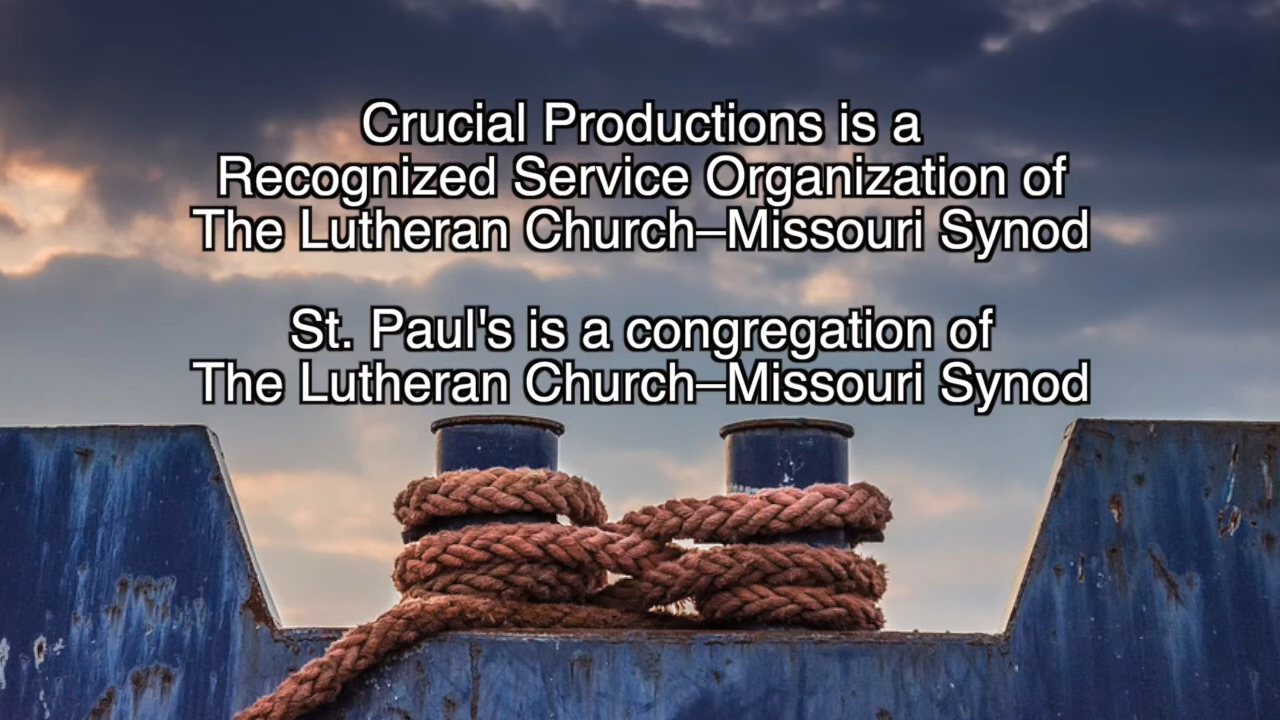 Crucial Productions is a
Recognized Service Organization of
The Lutheran Church–Missouri Synod
St. Paul's is a congregation of
The Lutheran Church–Missouri Synod